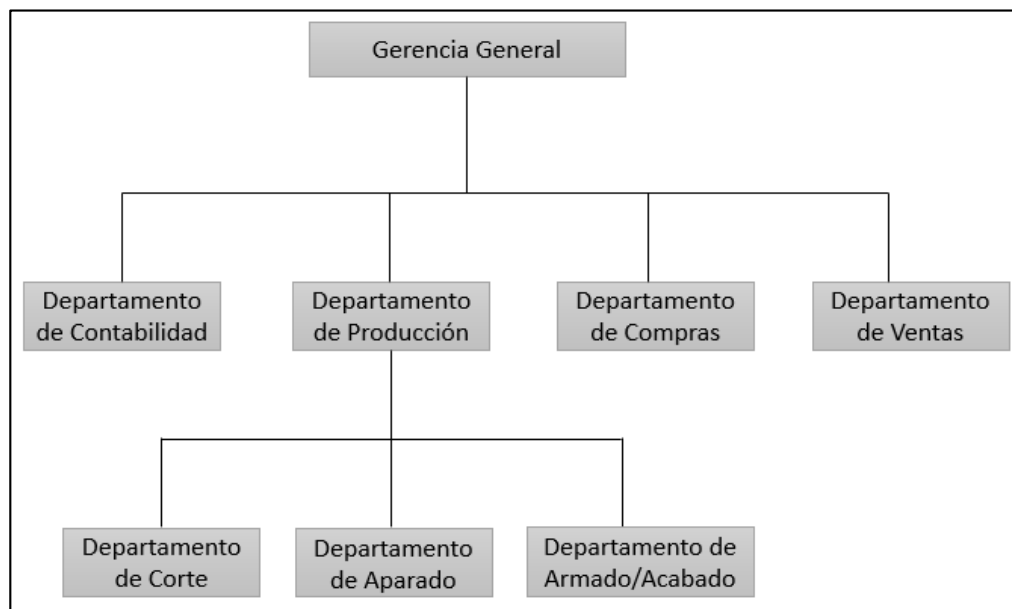 Gerencia General
Departamento
de Contabilidad
Departamento
de Producción
Departamento
de Compras
Departamento
de Ventas
Departamento
de Corte
Departamento
de Aparado
Departamento de
Armado/Acabado